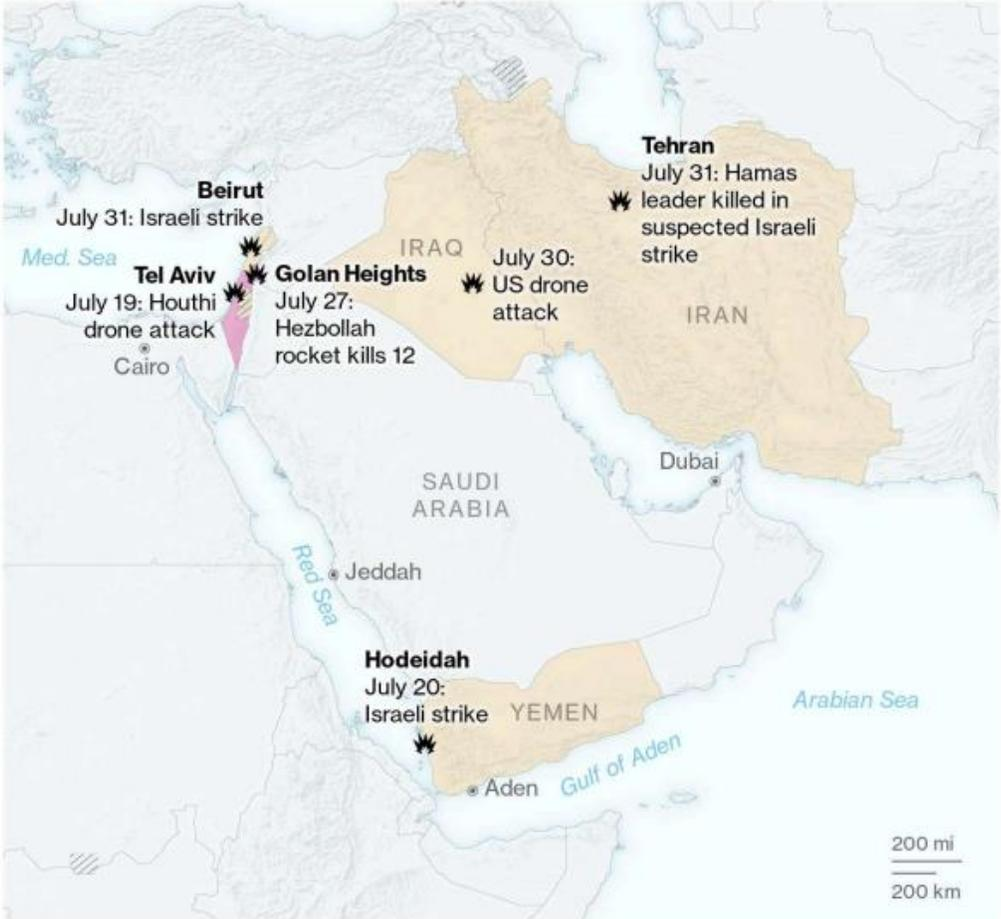 Tehran
July 31: Hamas
leader killed in
suspected Israeli
strike
Beirut
July 31: Israeli strike
Med. Sea
IRAQ
July 30:
US drone
attack
Tel Aviv
July 19: Houthi
drone attack
Golan Heights
July 27:
Hezbollah
rocket kills 12
IRAN
Cairo
Dubai
SAUDI
ARABIA
Red Sea
Jeddah
Hodeidah
July 20:
Israeli strike
YEMEN
Arabian Sea
Gulf of Aden
Aden
200 mi
200 km